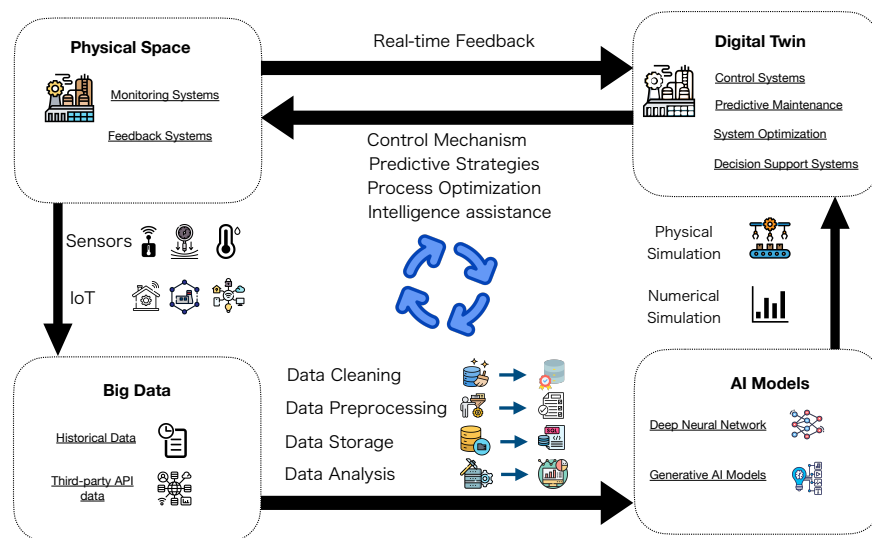 Physical Space
Monitoring Systems
Feedback Systems
Real-time Feedback
Digital Twin
Control Systems
Predictive Maintenance
System Optimization
Decision Support Systems
Control Mechanism
Predictive Strategies
Process Optimization
Intelligence assistance
Sensors
IoT
Physical
Simulation
Numerical
Simulation
Big Data
Historical Data
Third-party API
data
Data Cleaning
Data Preprocessing
Data Storage
Data Analysis
AI Models
Deep Neural Network
Generative AI Models